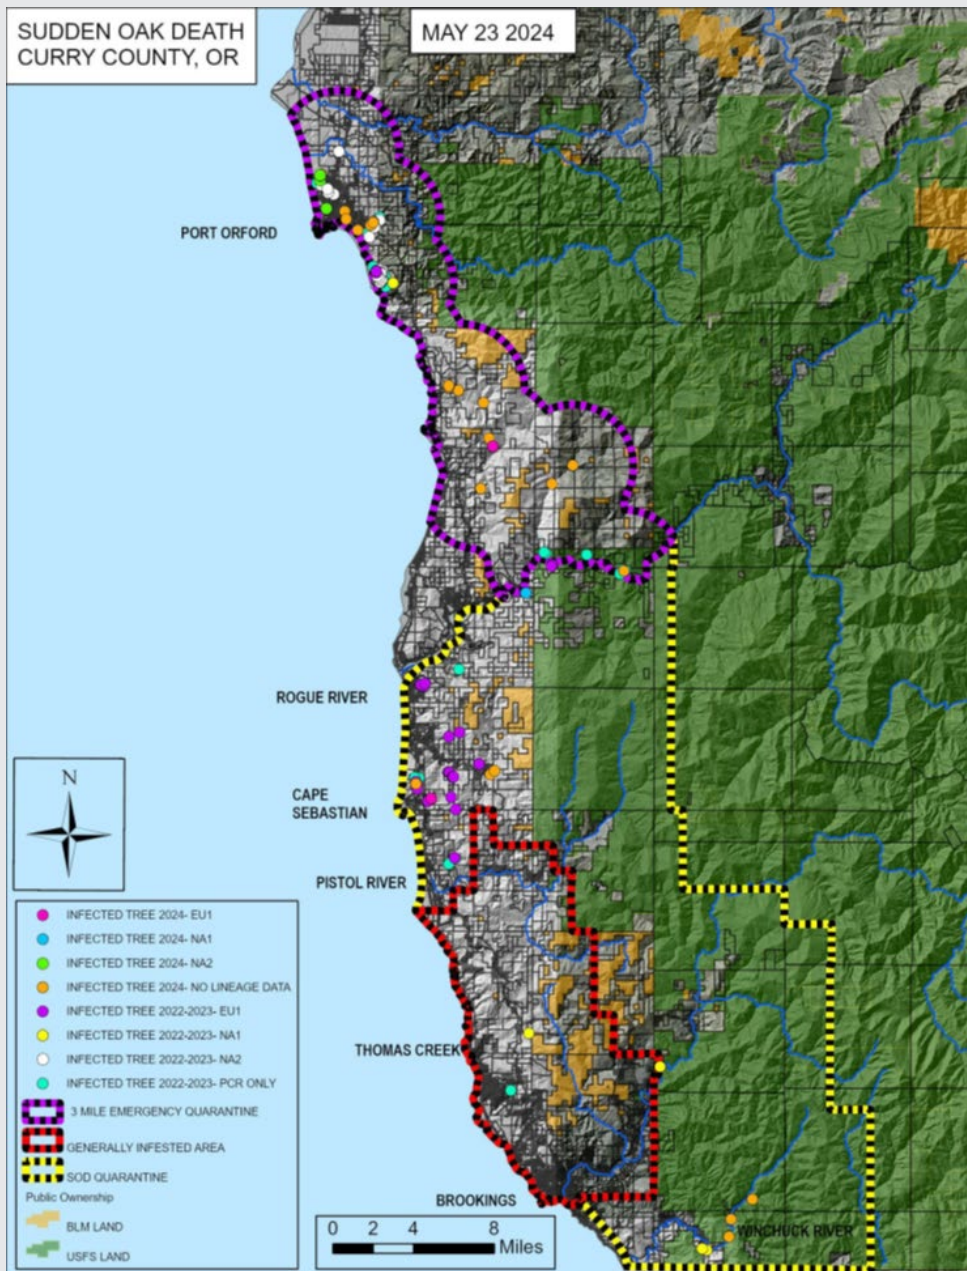 SUDDEN OAK DEATH
CURRY COUNTY, OR
MAY 23 2024
PORT ORFORD
ROGUE RIVER
CAPE
SEBASTIAN
PISTOL RIVER
THOMAS CREEK
BROOKINGS
WINCHUCK RIVER
N
INFECTED TREE 2024- EU1
INFECTED TREE 2024- NA1
INFECTED TREE 2024- NA2
INFECTED TREE 2024- NO LINEAGE DATA
INFECTED TREE 2022-2023- EU1
INFECTED TREE 2022-2023- NA1
INFECTED TREE 2022-2023- NA2
INFECTED TREE 2022-2023- PCR ONLY
3 MILE EMERGENCY QUARANTINE
GENERALLY INFESTED AREA
SOD QUARANTINE
Public Ownership
BLM LAND
USFS LAND
0 2 4 8
Miles